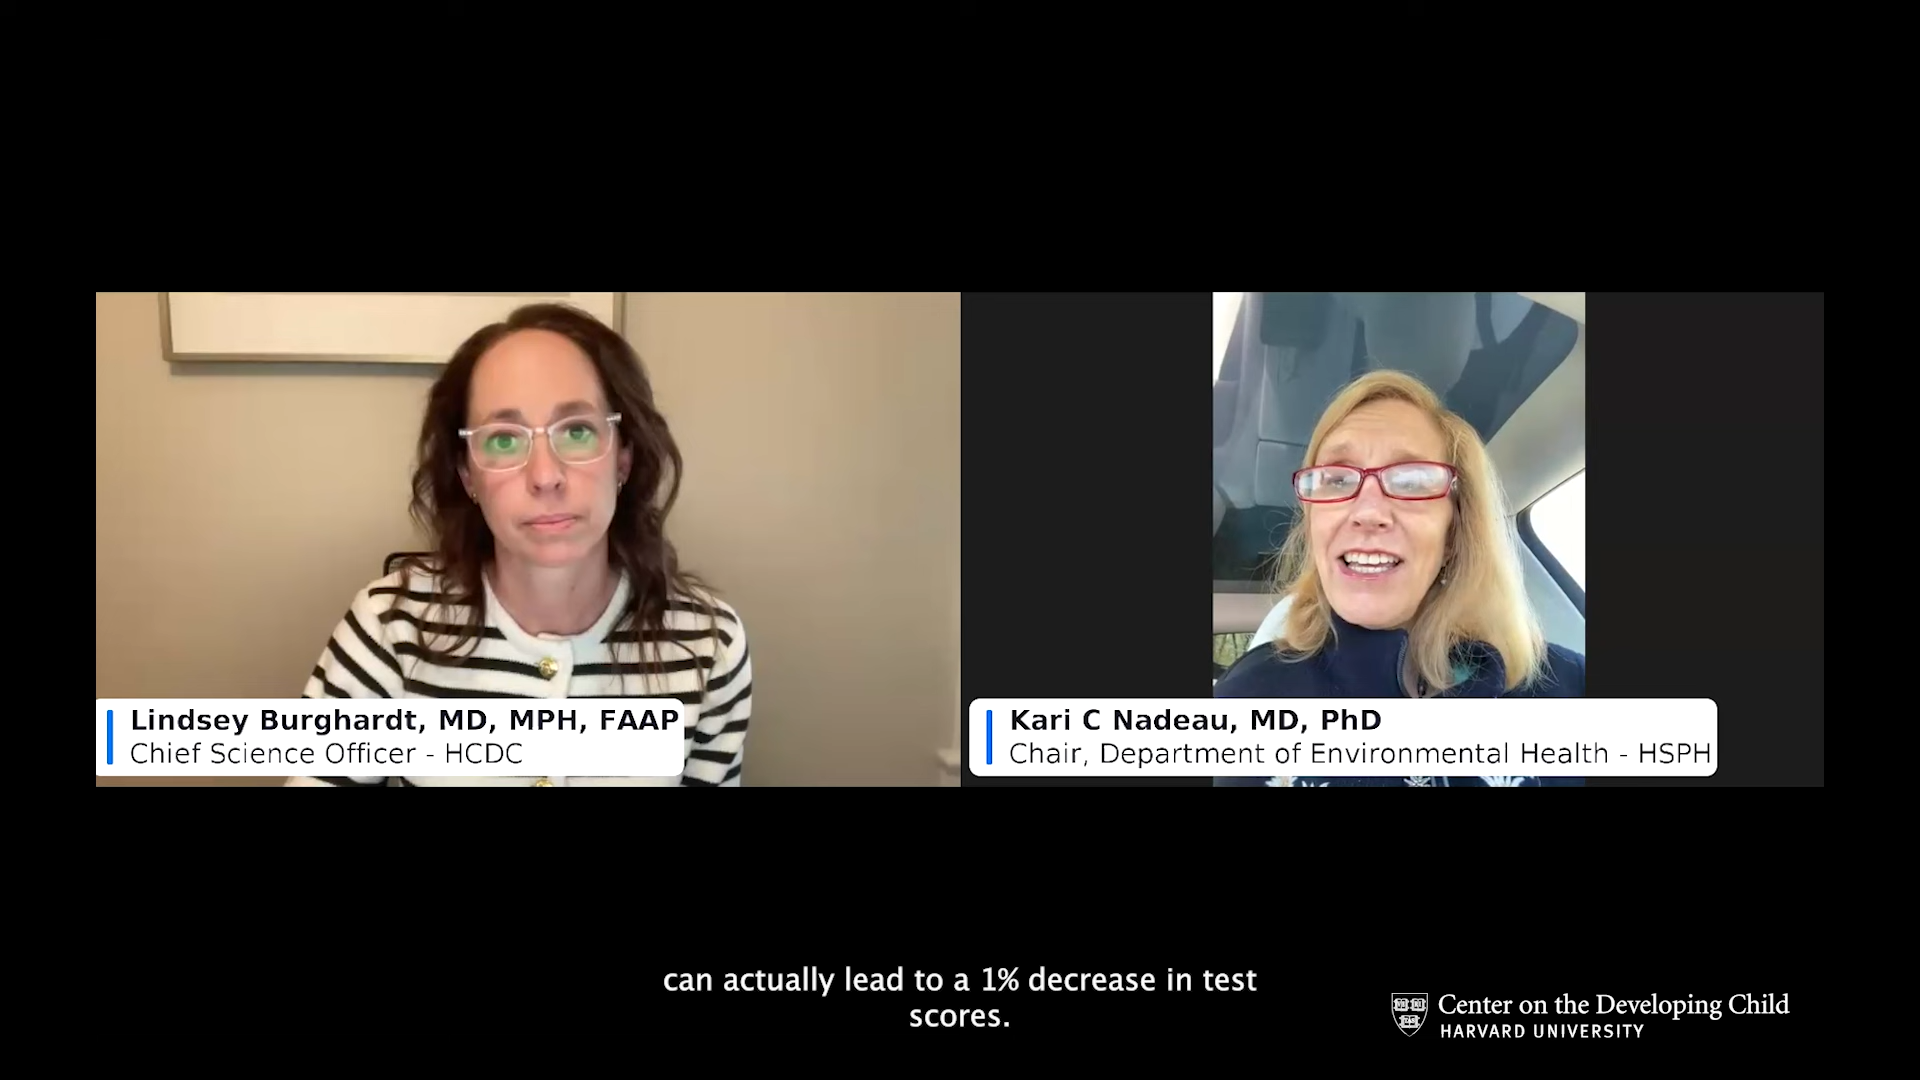 Lindsey Burghardt, MD, MPH, FAAP
Chief Science Officer - HCDC
Kari C Nadeau, MD, PhD
Chair, Department of Environmental Health - HSPH
can actually lead to a 1% decrease in test
scores.
Center on the Developing Child
HARVARD UNIVERSITY